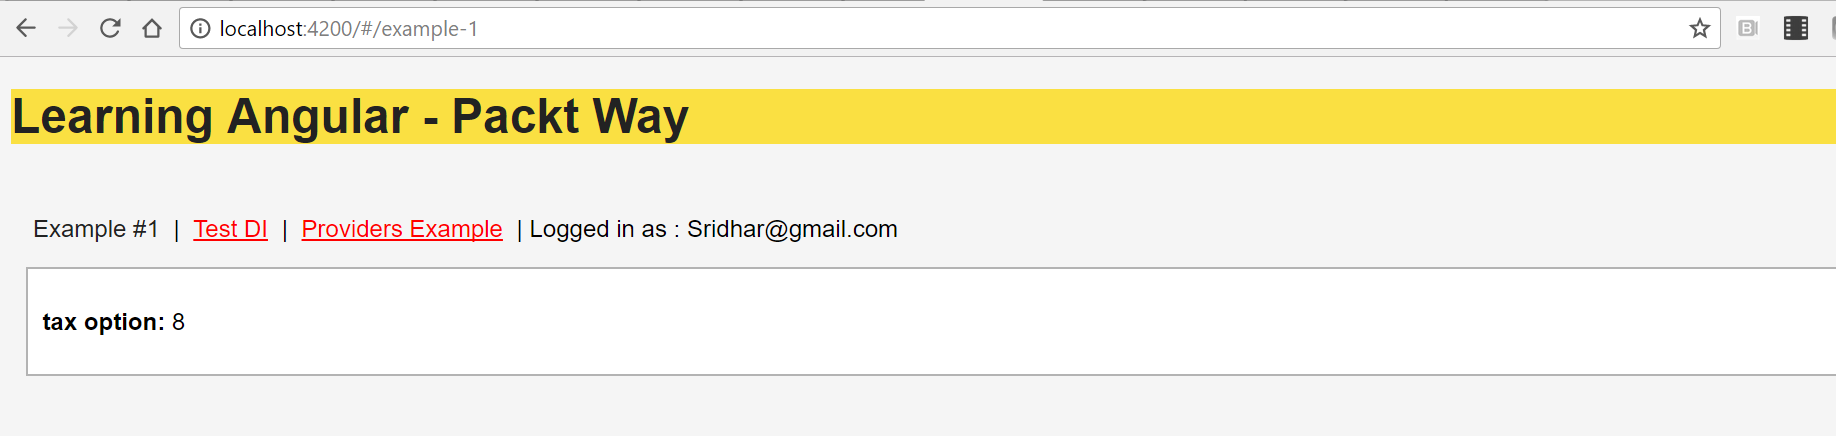 localhost:4200/#/example-1
Learning Angular - Packt Way
Example #1 | Test DI | Providers Example | Logged in as : Sridhar@gmail.com
tax option: 8